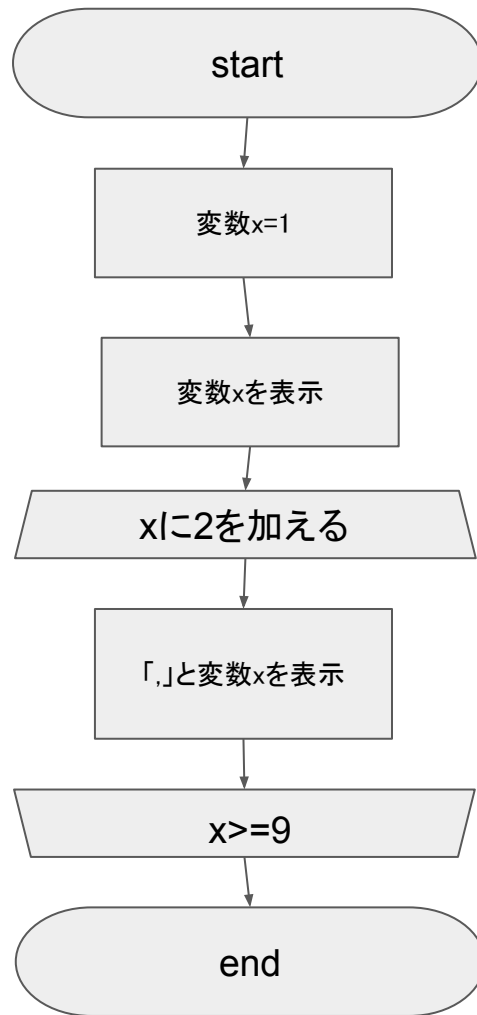 start
変数x=1
変数xを表示
xに2を加える
「,」と変数xを表示
x>=9
end